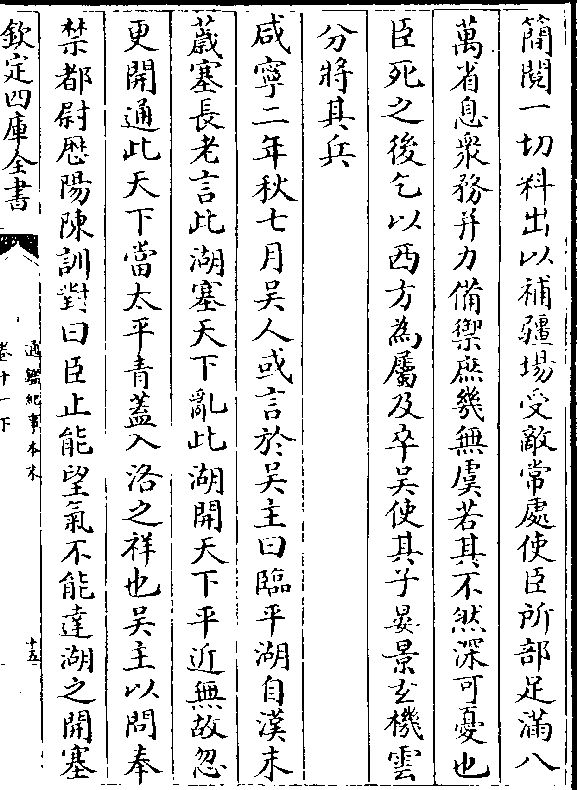 簡閱一切料出以補疆埸受敵常處使臣所部足滿八
萬省息衆務并力備禦庶幾無虞若其不然深可憂也
臣死之後乞以西方為屬及卒吳使其子晏景玄機雲
分將其兵
咸寧二年秋七月吳人或言於吳主曰臨平湖自漢末
薉塞長老言此湖塞天下亂此湖開天下平近無故忽
更開通此天下當太平青蓋入洛之祥也吳主以問奉
禁都尉厯陽陳訓對曰臣止能望氣不能達湖之開塞
欽定四庫全書
通鑑紀事本末
卷十一下
十五